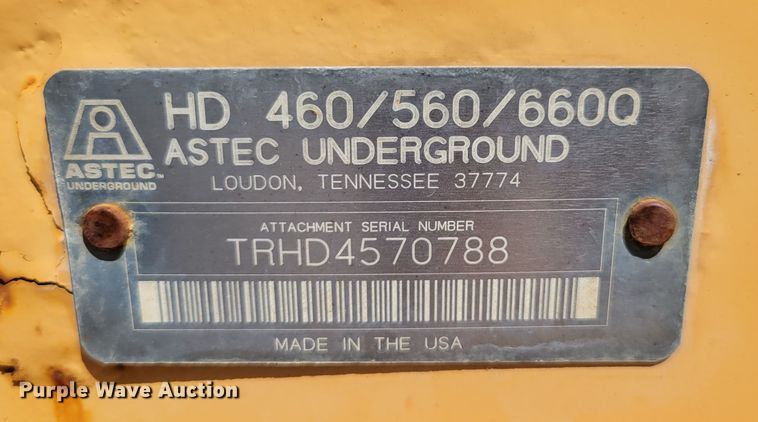 HD 460/560/660Q
ASTEC UNDERGROUND
LOUDON, TENNESSEE 37774
ASTEC™
UNDERGROUND
ATTACHMENT SERIAL NUMBER
TRHD4570788
MADE IN THE USA
Purple Wave Auction